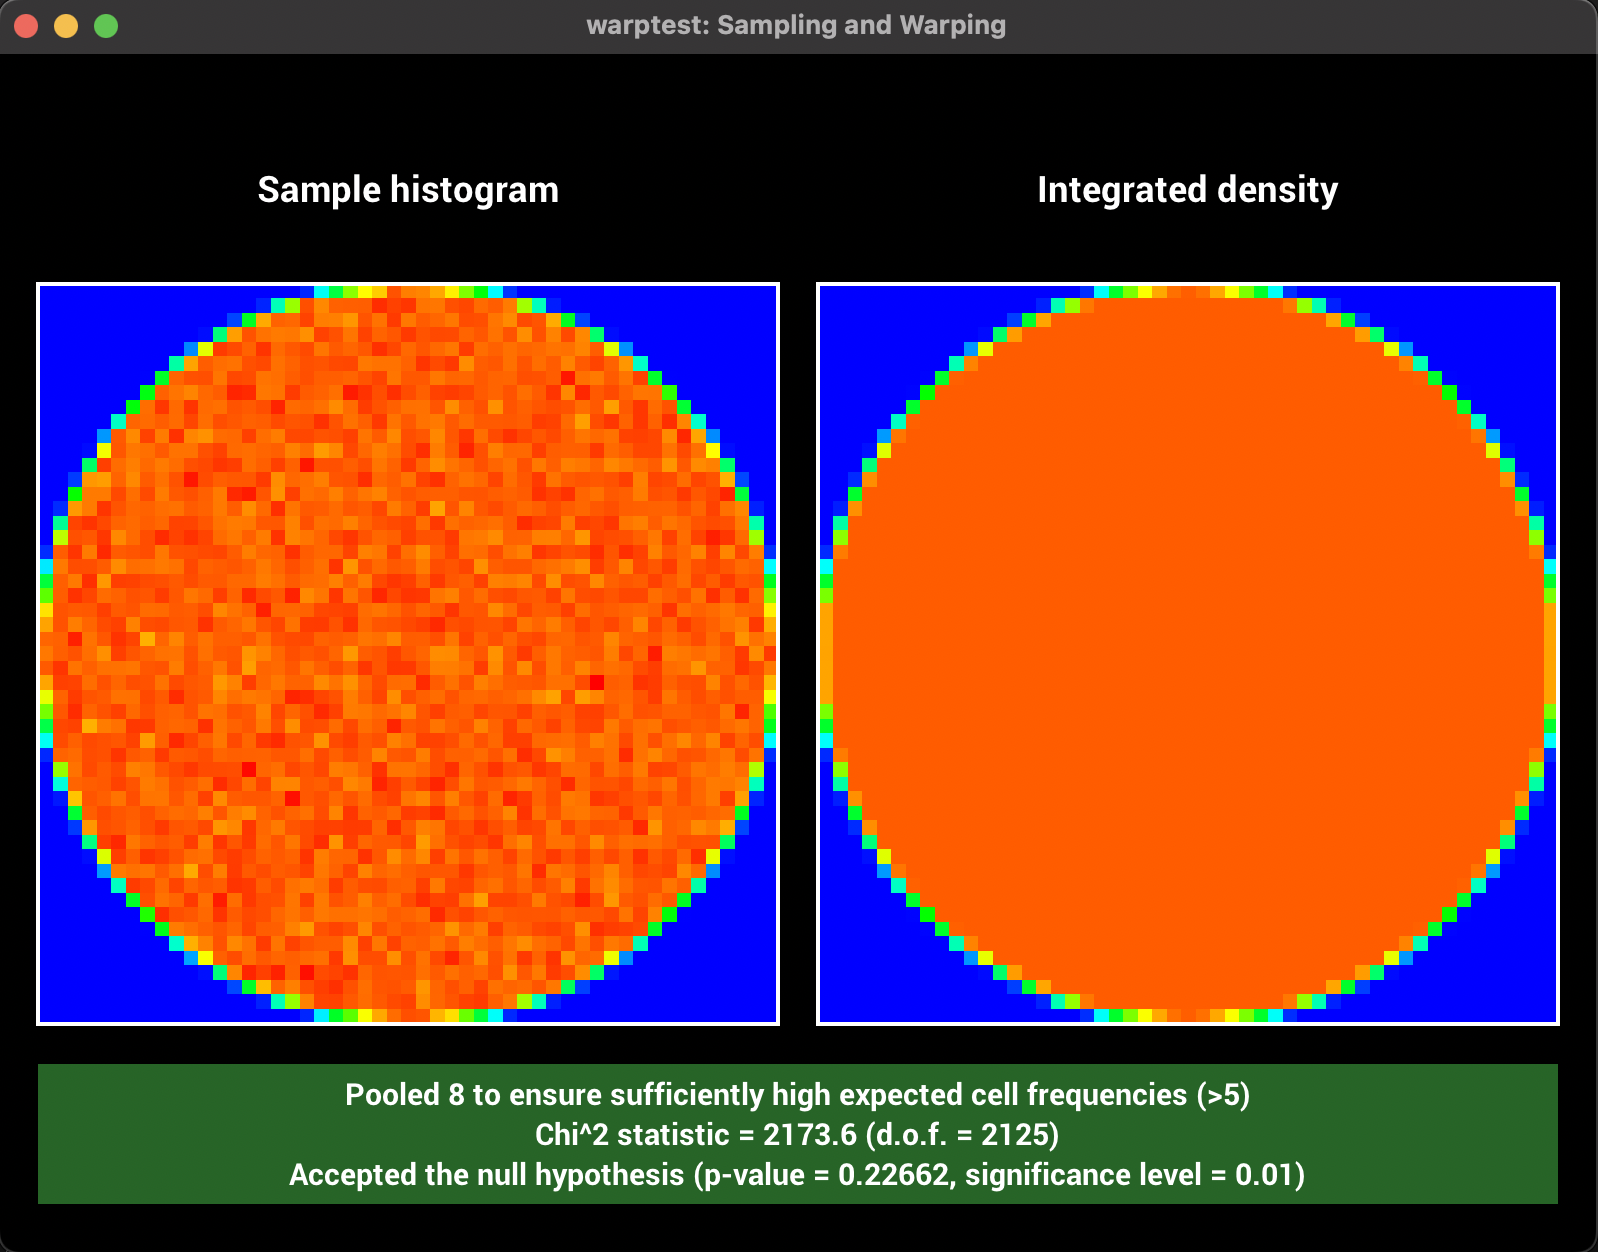 warptest: Sampling and Warping
Sample histogram
Integrated density
Pooled 8 to ensure sufficiently high expected cell frequencies (>5)
Chi^2 statistic = 2173.6 (d.o.f. = 2125)
Accepted the null hypothesis (p-value = 0.22662, significance level = 0.01)